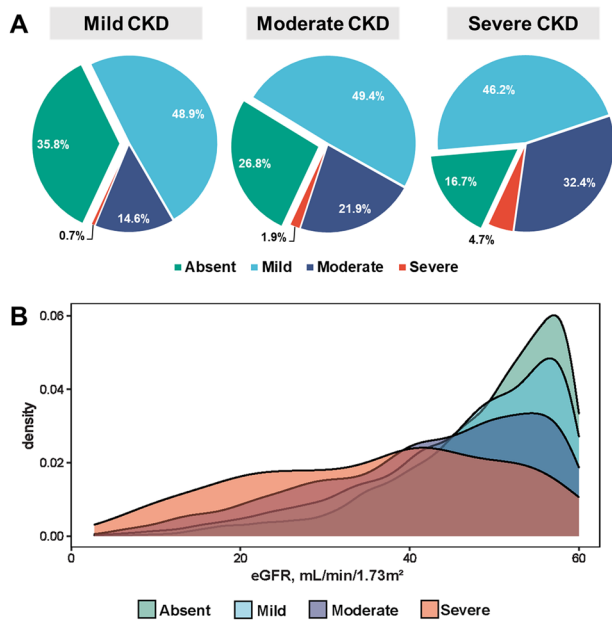 A
Mild CKD Moderate CKD Severe CKD
48.9%
35.8%
14.6%
0.7%
49.4%
26.8%
21.9%
1.9%
46.2%
16.7%
32.4%
4.7%
Absent Mild Moderate Severe
B
0.06
0.04
0.02
0.00
density
0 20 40 60
eGFR, mL/min/1.73m²
Absent Mild Moderate Severe